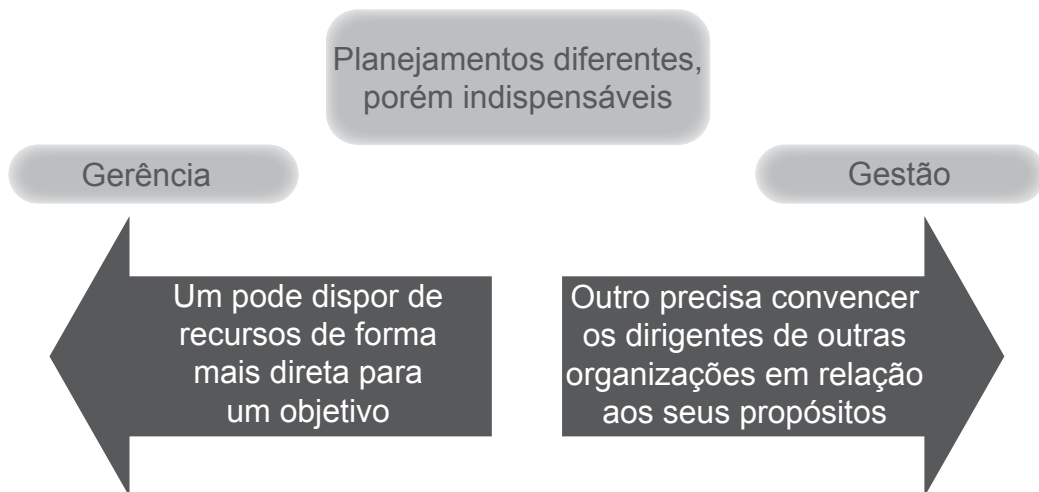 Planejamentos diferentes,
porém indispensáveis
Gerência
Gestão
Um pode dispor de
recursos de forma
mais direta para
um objetivo
Outro precisa convencer
os dirigentes de outras
organizações em relação
aos seus propósitos